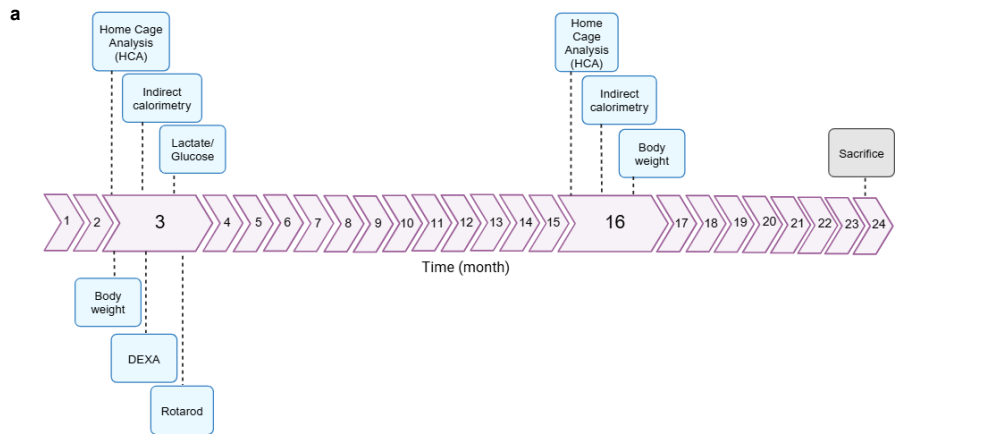 a
Home Cage
Analysis
(HCA)
Indirect
calorimetry
Lactate/
Glucose
Home
Cage
Analysis
(HCA)
Indirect
calorimetry
Body
weight
Sacrifice
1 2 3 4 5 6 7 8 9 10 11 12 13 14 15 16 17 18 19 20 21 22 23 24
Time (month)
Body
weight
DEXA
Rotarod